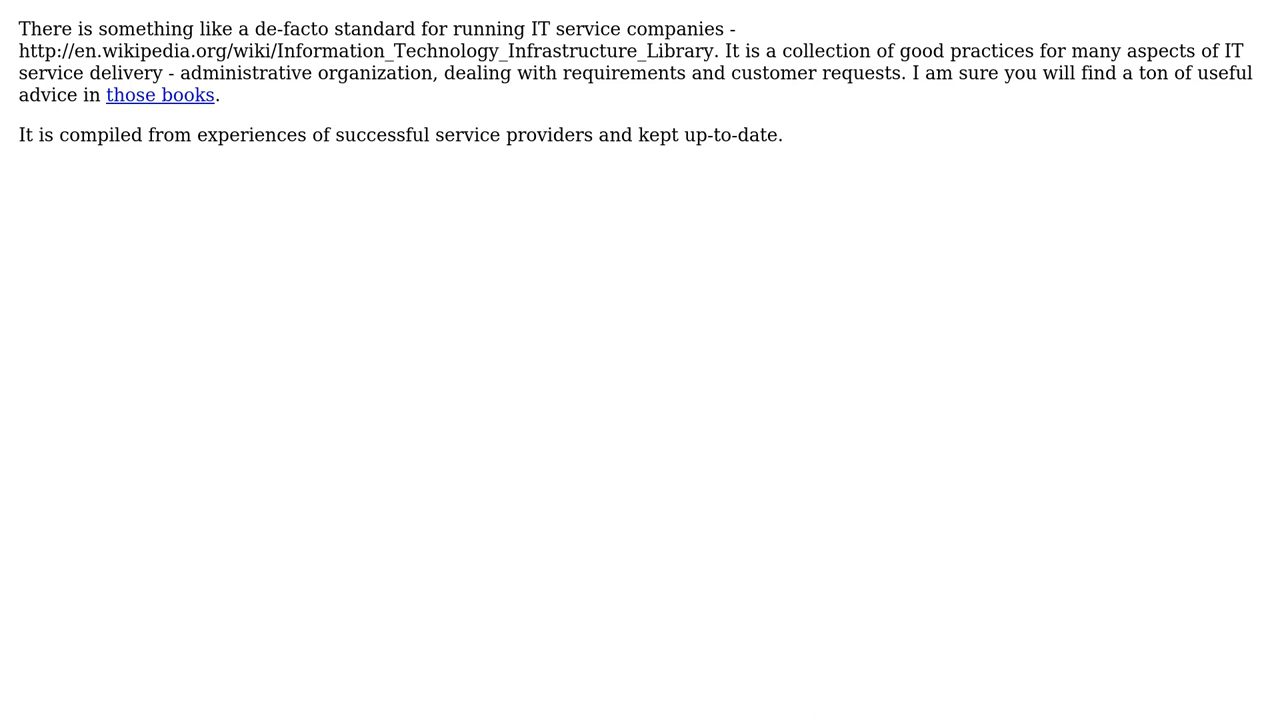 There is something like a de-facto standard for running IT service companies -
http://en.wikipedia.org/wiki/Information_Technology_Infrastructure_Library. It is a collection of good practices for many aspects of IT
service delivery - administrative organization, dealing with requirements and customer requests. I am sure you will find a ton of useful
advice in those books.
It is compiled from experiences of successful service providers and kept up-to-date.